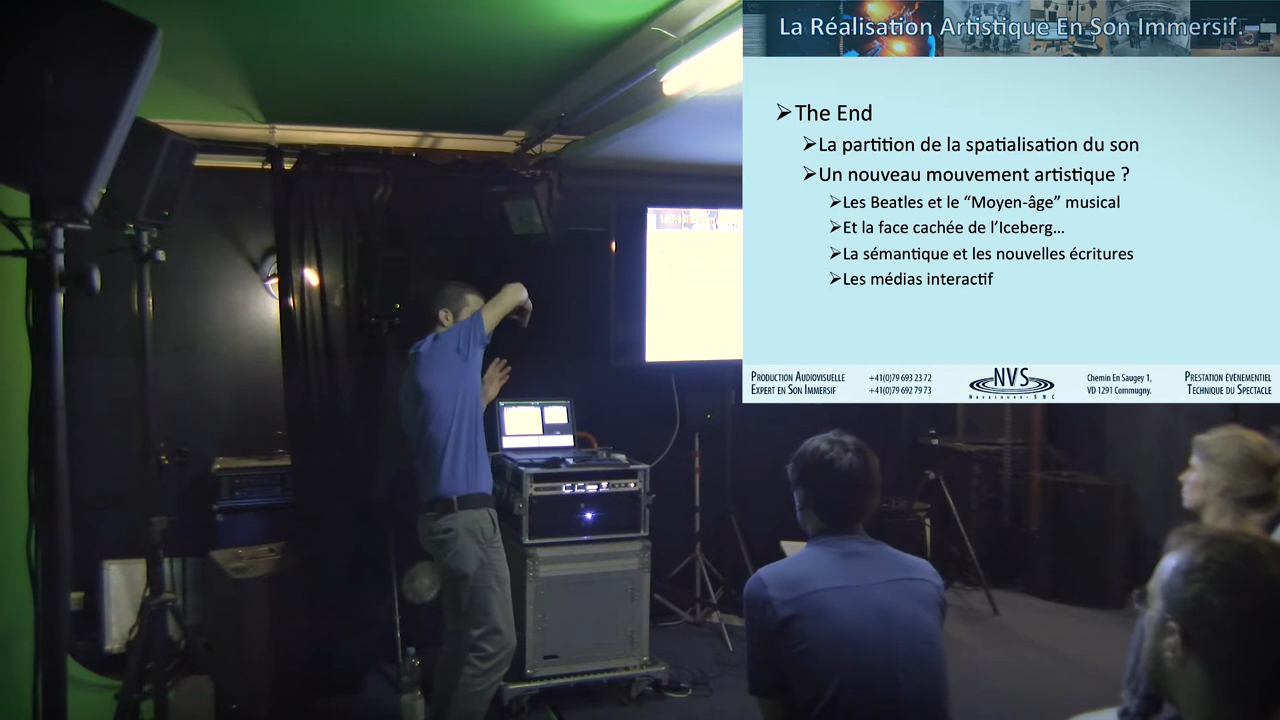 La Réalisation Artistique En Son Immersif.
➢The End
➢La partition de la spatialisation du son
➢Un nouveau mouvement artistique ?
➢Les Beatles et le “Moyen-âge” musical
➢Et la face cachée de l’Iceberg…
➢La sémantique et les nouvelles écritures
➢Les médias interactif
Production Audiovisuelle
Expert en Son Immersif
+41(0)79 693 23 72
+41(0)79 692 79 73
NVS
Novatours-SNC
Chemin En Saugey 1,
VD 1291 Commugny.
Prestation évènementiel
Technique du Spectacle